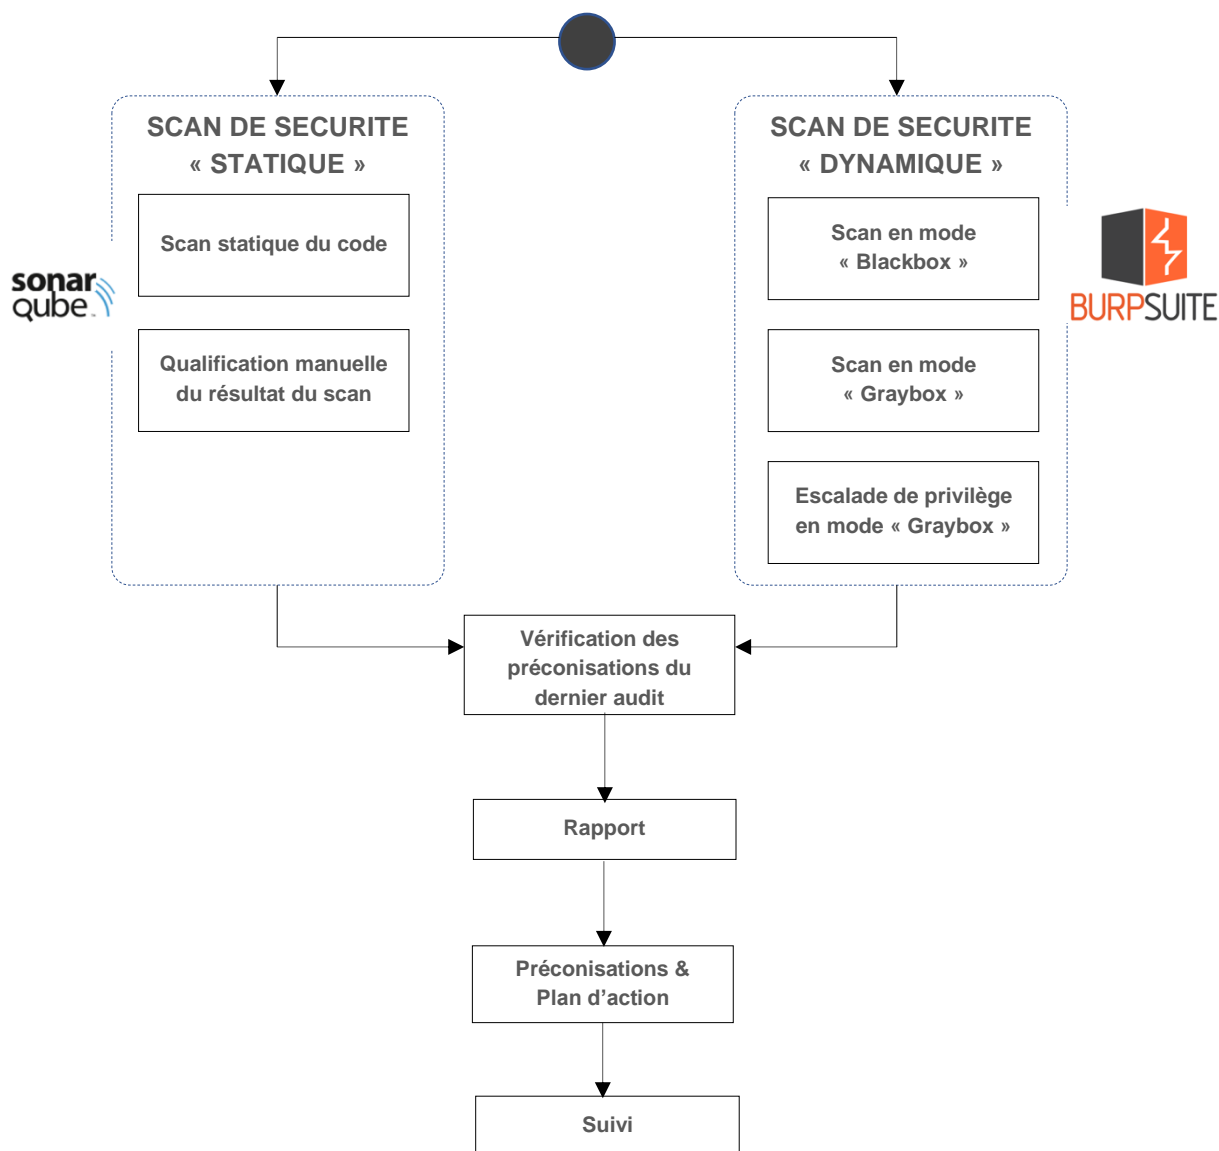 SCAN DE SECURITE
« STATIQUE »
Scan statique du code
Qualification manuelle
du résultat du scan
sonar
qube™
SCAN DE SECURITE
« DYNAMIQUE »
Scan en mode
« Blackbox »
Scan en mode
« Graybox »
Escalade de privilège
en mode « Graybox »
BURPSUITE
Vérification des
préconisations du
dernier audit
Rapport
Préconisations &
Plan d’action
Suivi